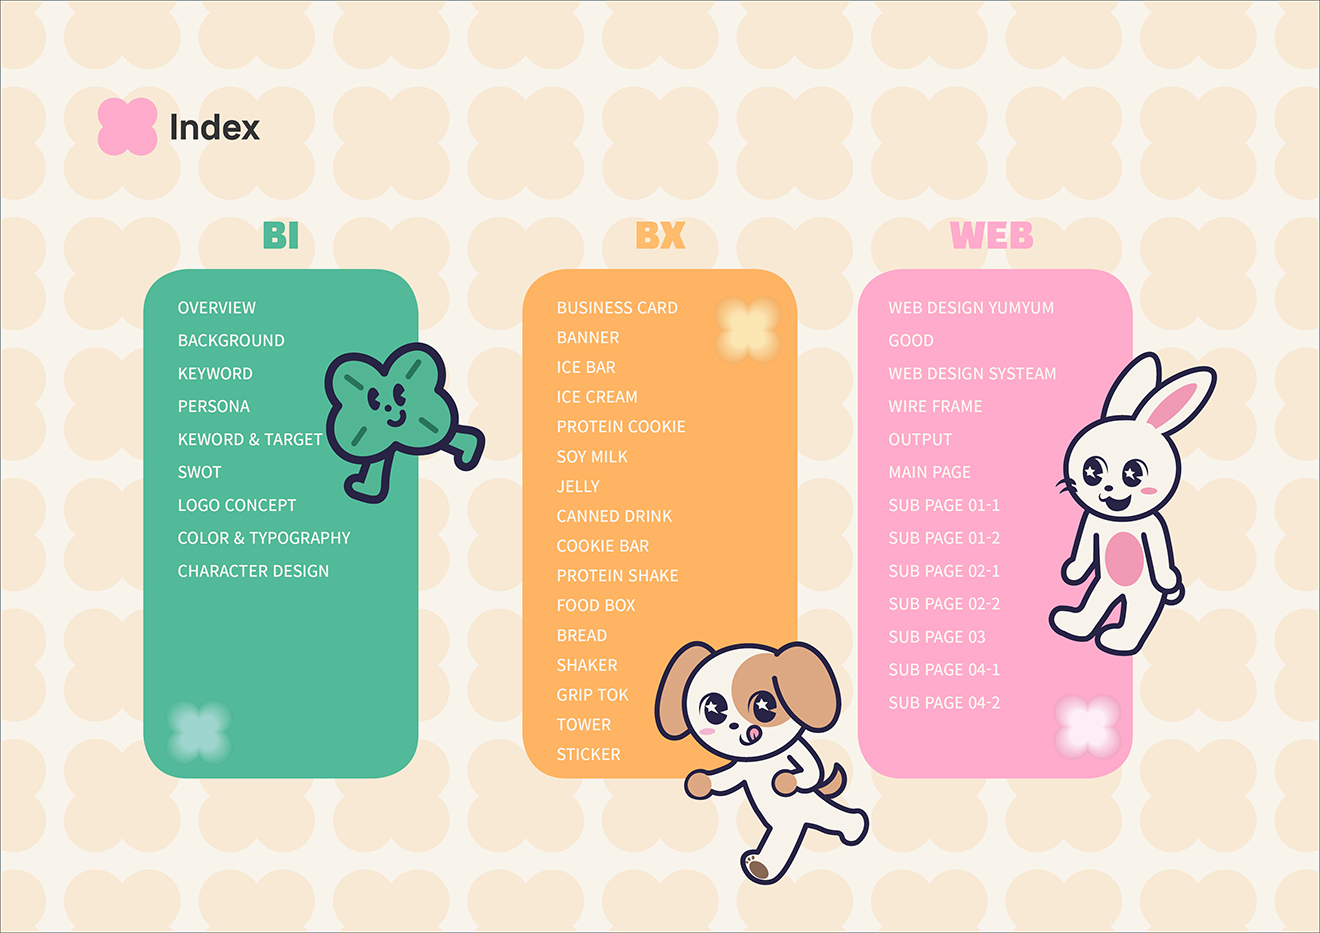 Index
BI
OVERVIEW
BACKGROUND
KEYWORD
PERSONA
KEWORD & TARGET
SWOT
LOGO CONCEPT
COLOR & TYPOGRAPHY
CHARACTER DESIGN
BX
BUSINESS CARD
BANNER
ICE BAR
ICE CREAM
PROTEIN COOKIE
SOY MILK
JELLY
CANNED DRINK
COOKIE BAR
PROTEIN SHAKE
FOOD BOX
BREAD
SHAKER
GRIP TOK
TOWER
STICKER
WEB
WEB DESIGN YUMYUM
GOOD
WEB DESIGN SYSTEAM
WIRE FRAME
OUTPUT
MAIN PAGE
SUB PAGE 01-1
SUB PAGE 01-2
SUB PAGE 02-1
SUB PAGE 02-2
SUB PAGE 03
SUB PAGE 04-1
SUB PAGE 04-2